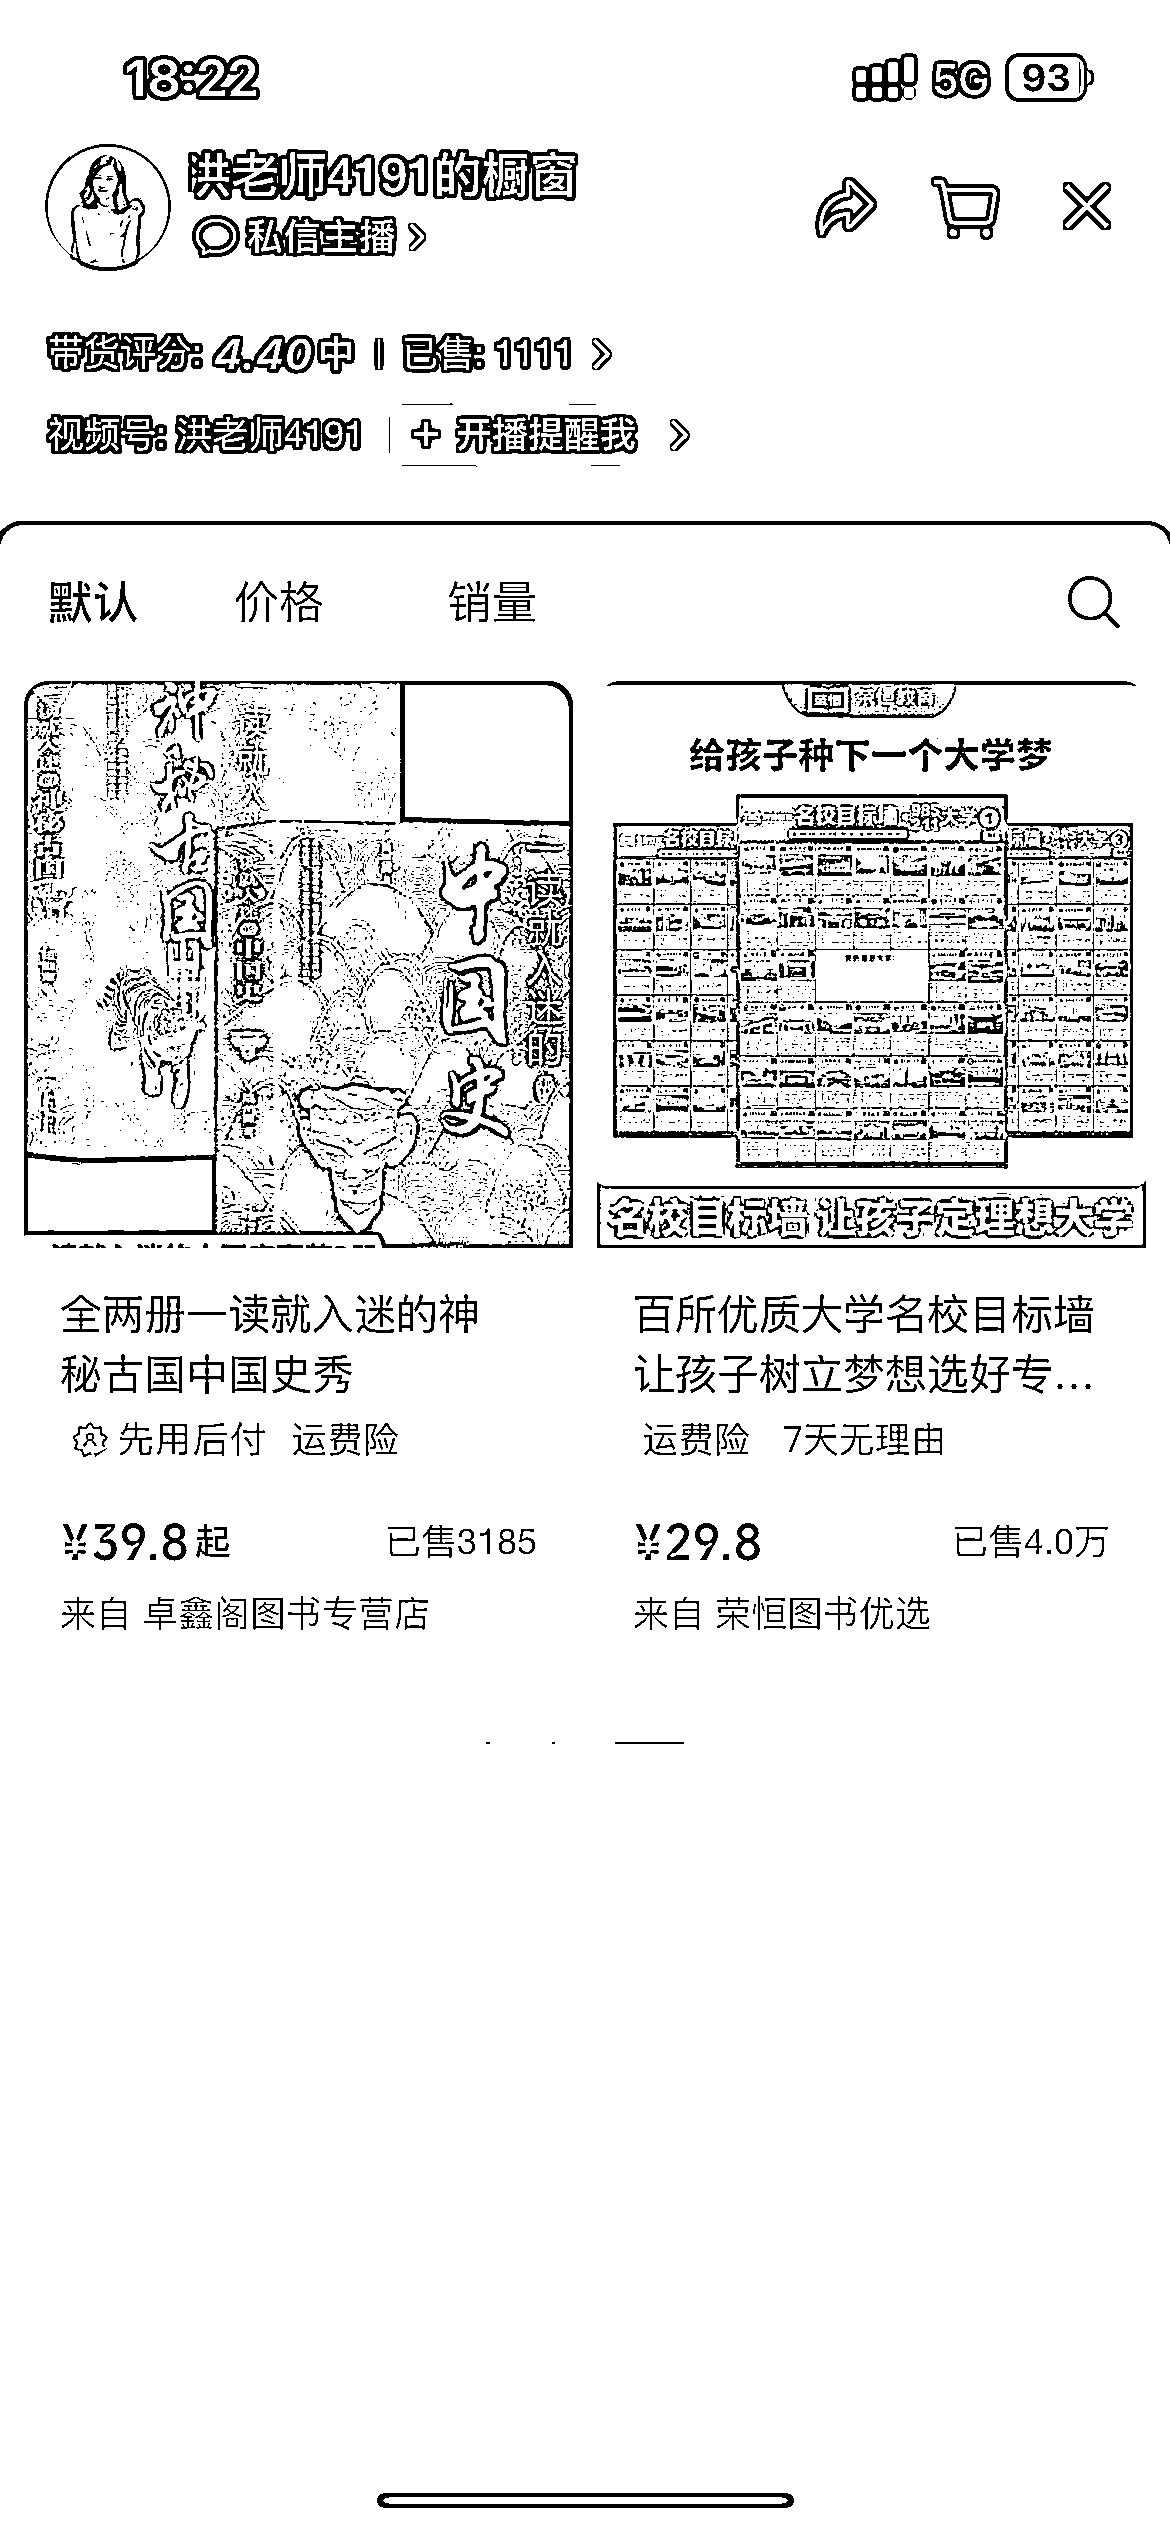 18:22
5G 93
洪老师4191的橱窗
私信主播
带货评分: 4.40 中 | 已售: 1111
视频号: 洪老师4191 | + 开播提醒我
默认 价格 销量
神秘古国
中国史
一读就入迷的
给孩子种下一个大学梦
名校目标墙
名校目标墙 让孩子定理想大学
全两册一读就入迷的神
秘古国中国史秀
先用后付 运费险
¥39.8起 已售3185
来自 卓鑫阁图书专营店
百所优质大学名校目标墙
让孩子树立梦想选好专...
运费险 7天无理由
¥29.8 已售4.0万
来自 荣恒图书优选